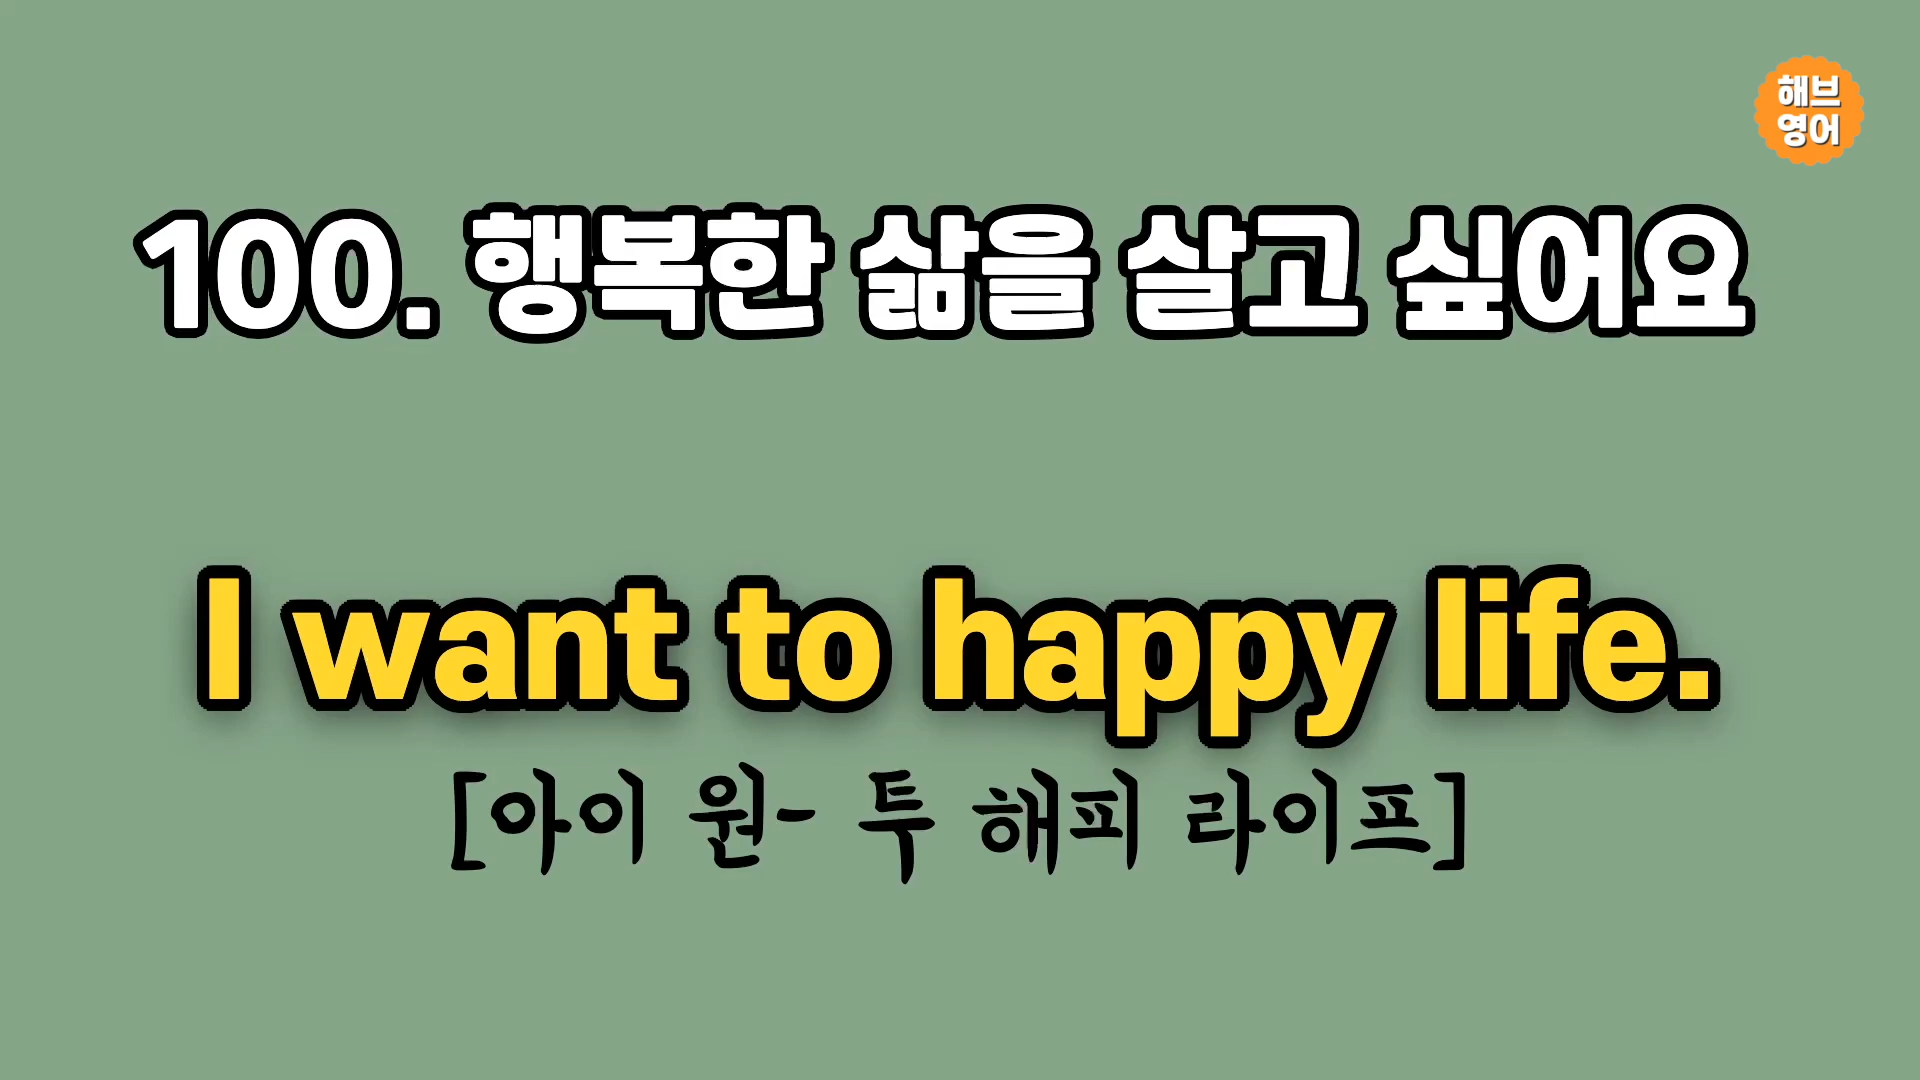 해브
영어
100. 행복한 삶을 살고 싶어요
I want to happy life.
[아이 원- 투 해피 라이프]